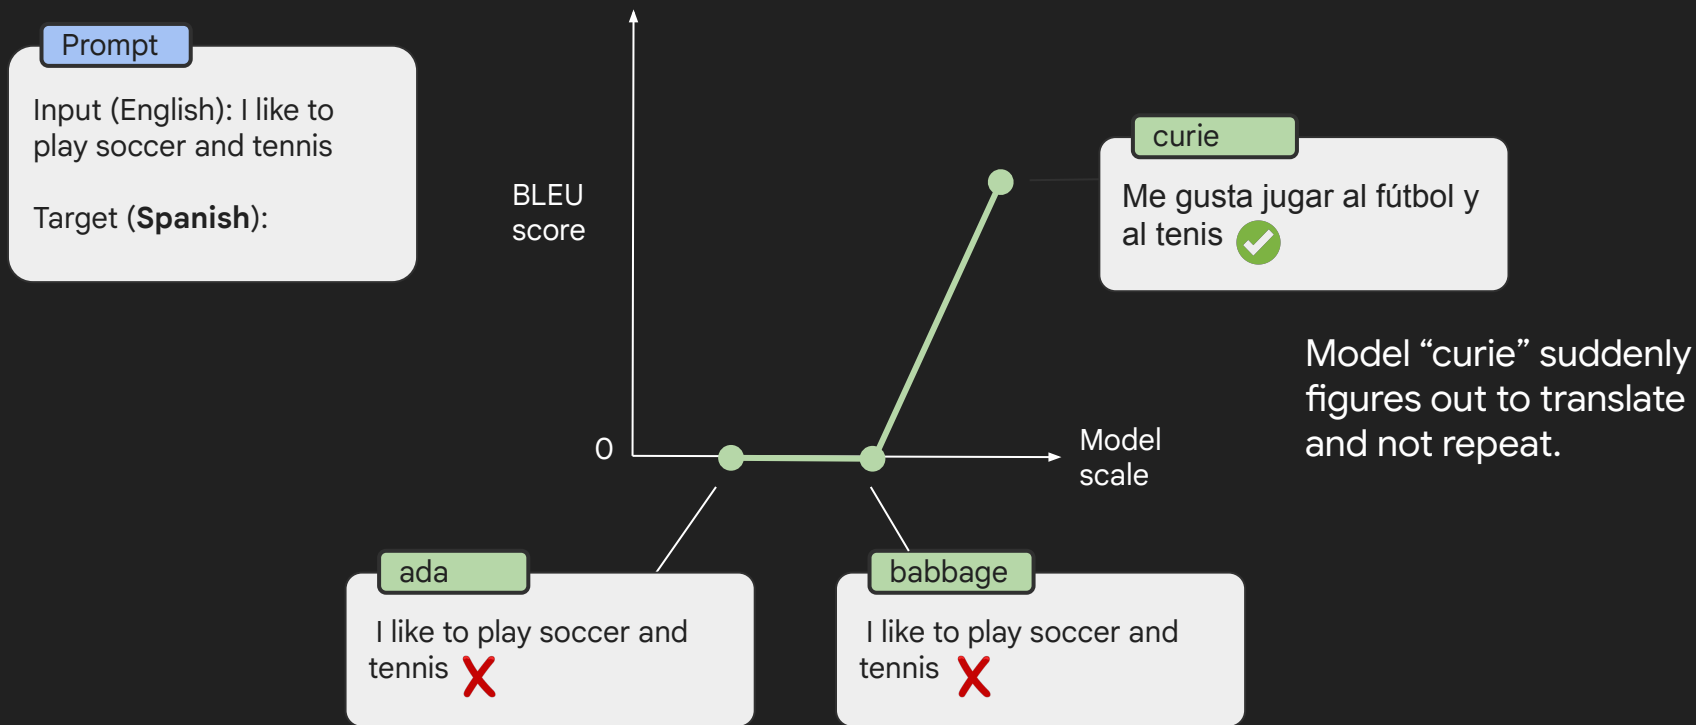 Prompt
Input (English): I like to
play soccer and tennis
Target (Spanish):
BLEU
score
0
Model
scale
curie
Me gusta jugar al fútbol y
al tenis
Model “curie” suddenly
figures out to translate
and not repeat.
ada
I like to play soccer and
tennis
babbage
I like to play soccer and
tennis